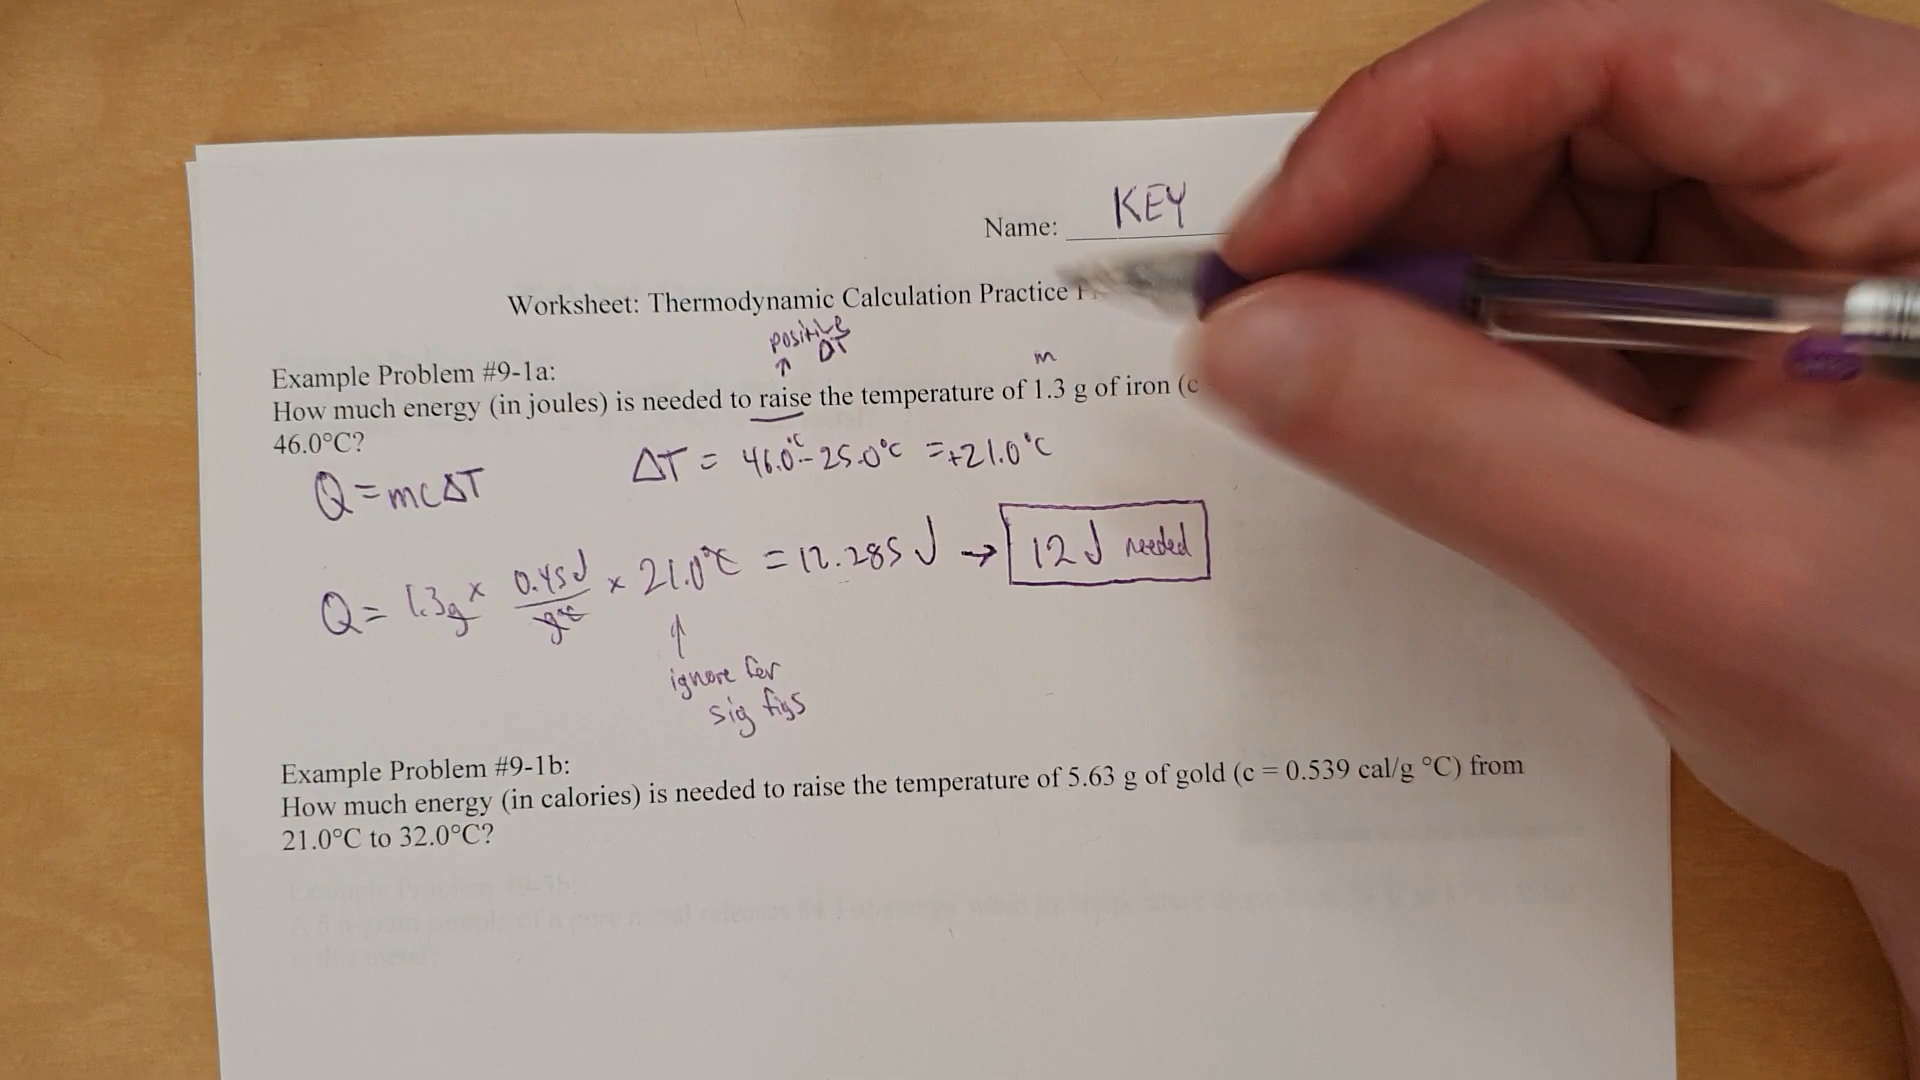 Name: KEY
Worksheet: Thermodynamic Calculation Practice
positive
ΔT
↑
m
Example Problem #9-1a:
How much energy (in joules) is needed to raise the temperature of 1.3 g of iron (c
46.0°C?
Q=mcΔT
ΔT = 46.0°C - 25.0°C = +21.0°C
Q = 1.3g x 0.45J/g°C x 21.0°C = 12.285 J → 12 J needed
↑
ignore for
sig figs
Example Problem #9-1b:
How much energy (in calories) is needed to raise the temperature of 5.63 g of gold (c = 0.539 cal/g °C) from
21.0°C to 32.0°C?